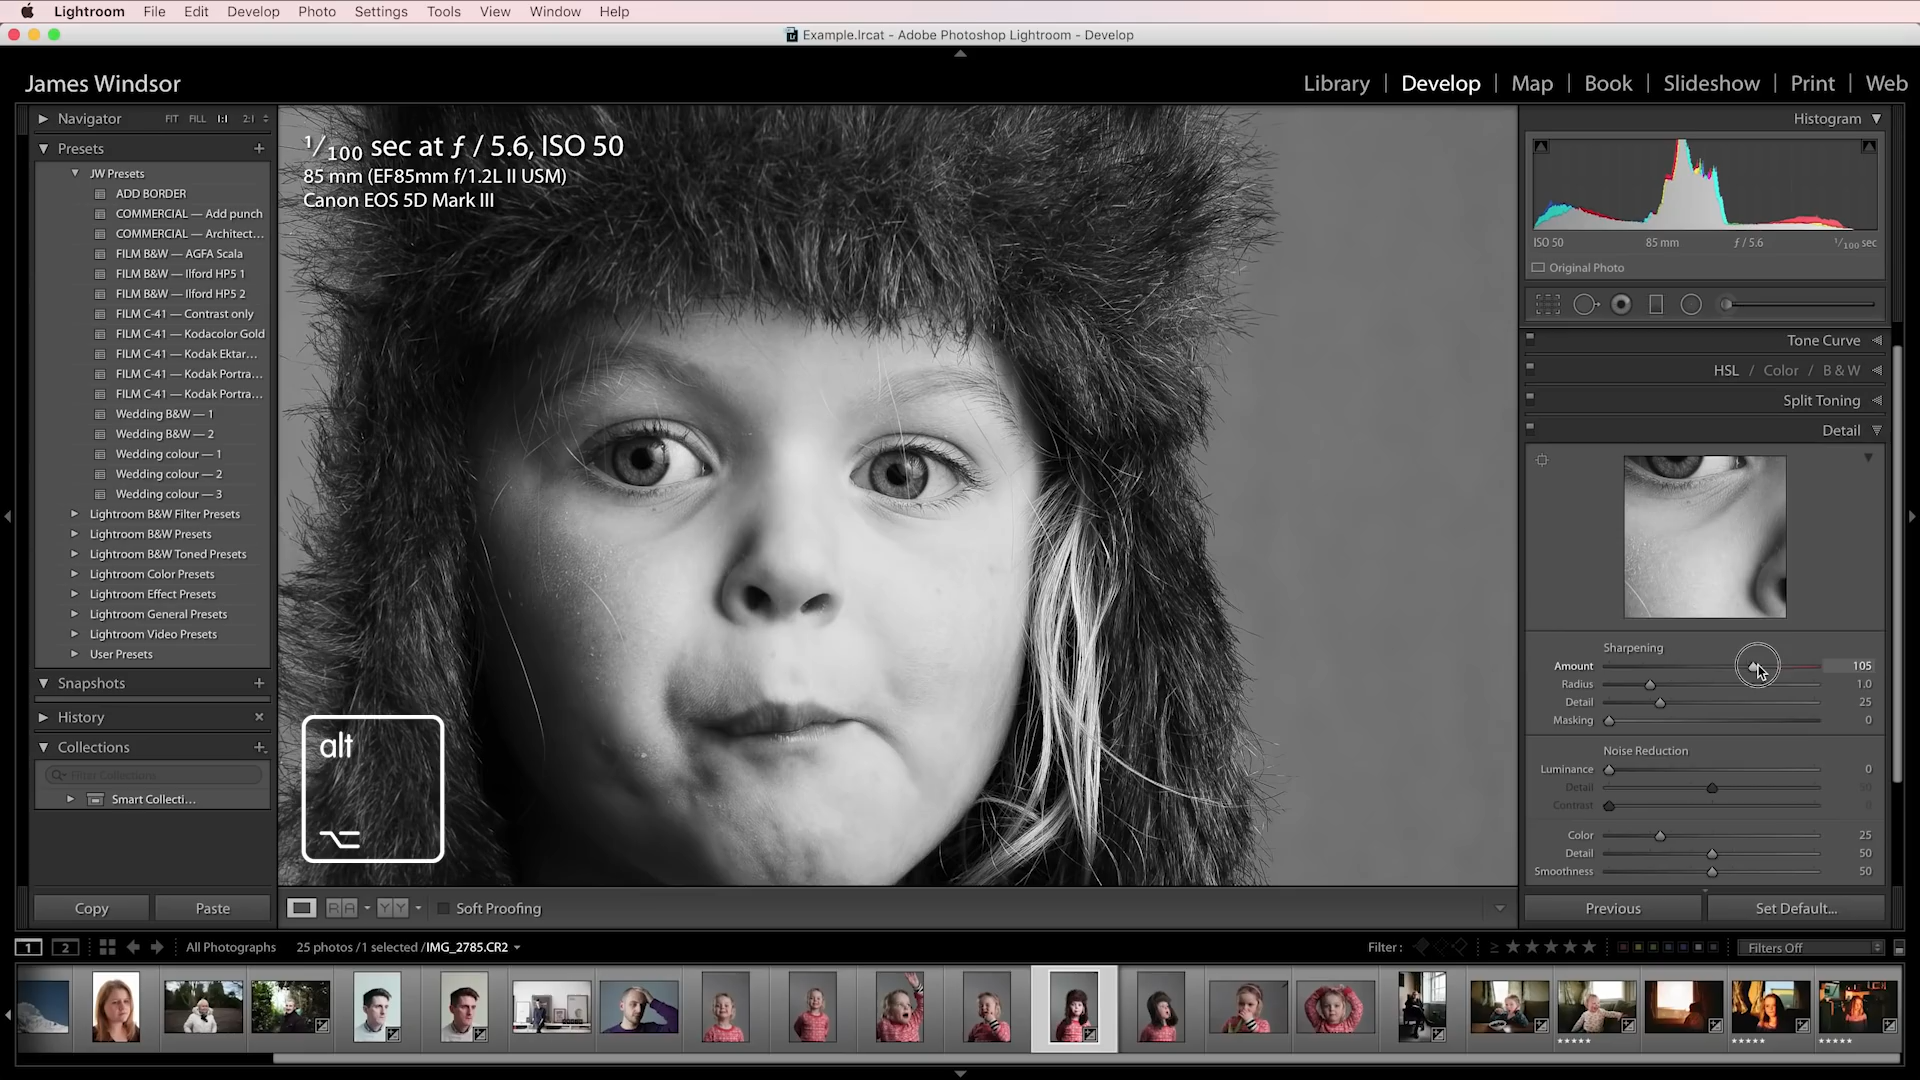 Lightroom File Edit Develop Photo Settings Tools View Window Help
Example.lrcat - Adobe Photoshop Lightroom - Develop
James Windsor
Library | Develop | Map | Book | Slideshow | Print | Web
Navigator FIT FILL 1:1 2:1
Presets +
JW Presets
ADD BORDER
COMMERCIAL — Add punch
COMMERCIAL — Architect...
FILM B&W — AGFA Scala
FILM B&W — Ilford HP5 1
FILM B&W — Ilford HP5 2
FILM C-41 — Contrast only
FILM C-41 — Kodacolor Gold
FILM C-41 — Kodak Ektar...
FILM C-41 — Kodak Portra...
FILM C-41 — Kodak Portra...
Wedding B&W — 1
Wedding B&W — 2
Wedding colour — 1
Wedding colour — 2
Wedding colour — 3
Lightroom B&W Filter Presets
Lightroom B&W Presets
Lightroom B&W Toned Presets
Lightroom Color Presets
Lightroom Effect Presets
Lightroom General Presets
Lightroom Video Presets
User Presets
Snapshots +
History ×
Collections +
Filter Collections
Smart Collecti...
Copy Paste
1/100 sec at ƒ / 5.6, ISO 50
85 mm (EF85mm f/1.2L II USM)
Canon EOS 5D Mark III
alt
⌥
RA YY Soft Proofing
Histogram
ISO 50 85 mm ƒ / 5.6 1/100 sec
Original Photo
Tone Curve
HSL / Color / B & W
Split Toning
Detail
Sharpening
Amount 105
Radius 1.0
Detail 25
Masking 0
Noise Reduction
Luminance 0
Detail 50
Contrast 0
Color 25
Detail 50
Smoothness 50
Previous Set Default...
1 2 All Photographs 25 photos /1 selected /IMG_2785.CR2 Filter : ≥ ★★★★★ Filters Off
★★★★★ ★★★★★ ★★★★★